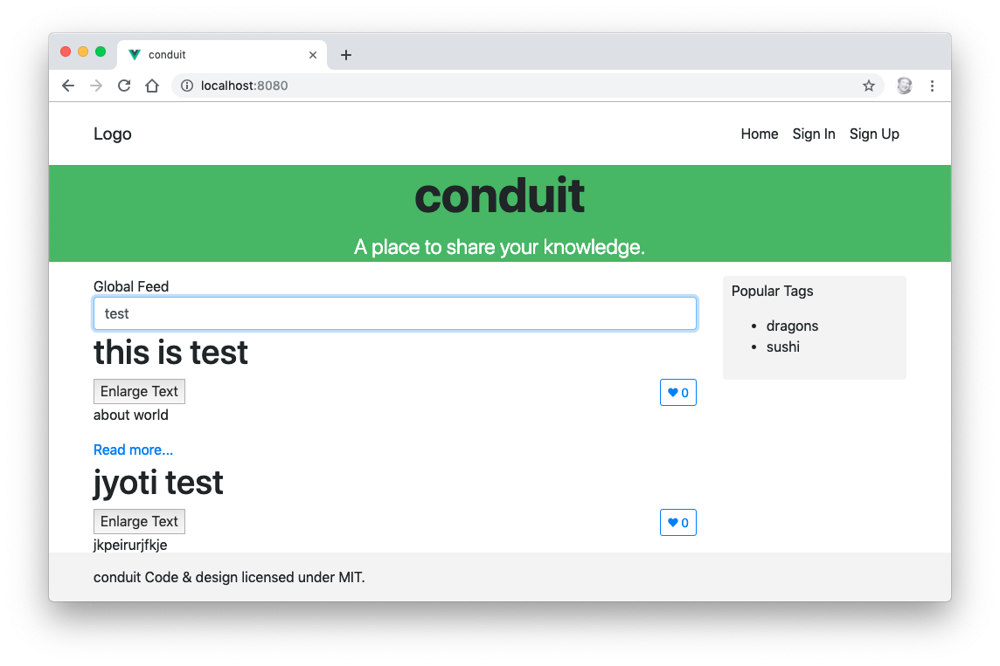 conduit
localhost:8080
Logo
Home Sign In Sign Up
conduit
A place to share your knowledge.
Global Feed
test
this is test
Enlarge Text
0
about world
Read more...
jyoti test
Enlarge Text
0
jkpeirurjfkje
Popular Tags
dragons
sushi
conduit Code & design licensed under MIT.